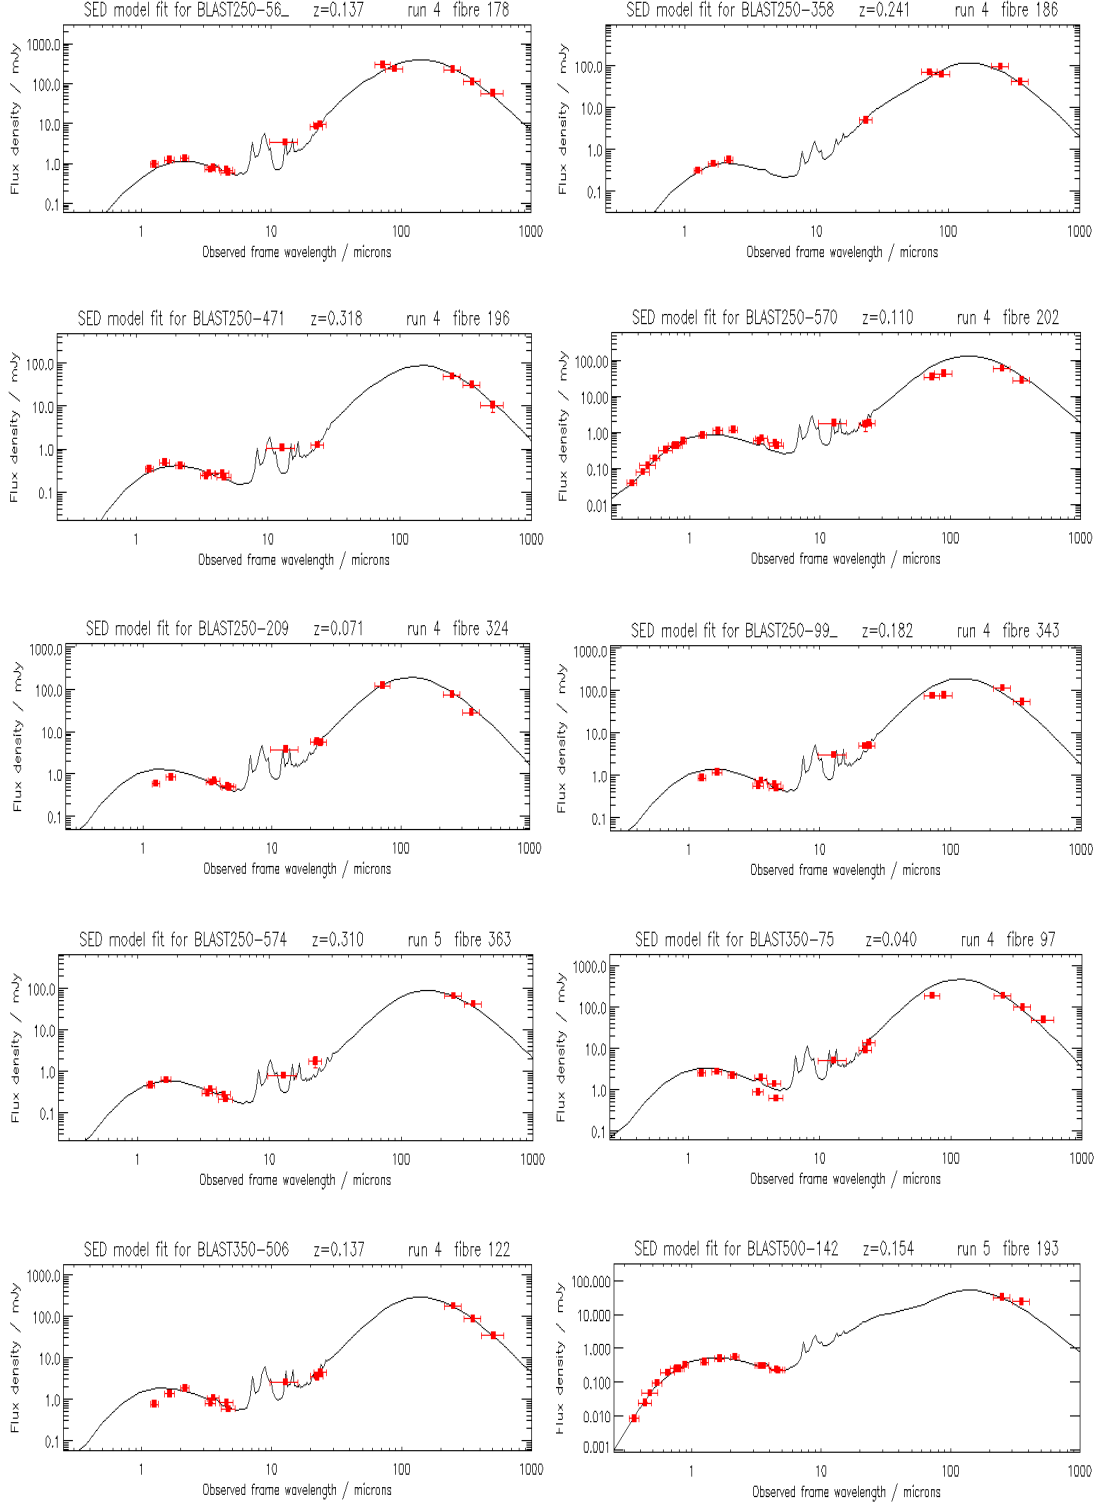 SED model fit for BLAST250-56_ z=0.137 run 4 fibre 178
Flux density / mJy
1000.0
100.0
10.0
1.0
0.1
1 10 100 1000
Observed frame wavelength / microns
SED model fit for BLAST250-358 z=0.241 run 4 fibre 186
Flux density / mJy
100.0
10.0
1.0
0.1
1 10 100 1000
Observed frame wavelength / microns
SED model fit for BLAST250-471 z=0.318 run 4 fibre 196
Flux density / mJy
100.0
10.0
1.0
0.1
1 10 100 1000
Observed frame wavelength / microns
SED model fit for BLAST250-570 z=0.110 run 4 fibre 202
Flux density / mJy
100.00
10.00
1.00
0.10
0.01
1 10 100 1000
Observed frame wavelength / microns
SED model fit for BLAST250-209 z=0.071 run 4 fibre 324
Flux density / mJy
1000.0
100.0
10.0
1.0
0.1
1 10 100 1000
Observed frame wavelength / microns
SED model fit for BLAST250-99_ z=0.182 run 4 fibre 343
Flux density / mJy
1000.0
100.0
10.0
1.0
0.1
1 10 100 1000
Observed frame wavelength / microns
SED model fit for BLAST250-574 z=0.310 run 5 fibre 363
Flux density / mJy
100.0
10.0
1.0
0.1
1 10 100 1000
Observed frame wavelength / microns
SED model fit for BLAST350-75 z=0.040 run 4 fibre 97
Flux density / mJy
1000.0
100.0
10.0
1.0
0.1
1 10 100 1000
Observed frame wavelength / microns
SED model fit for BLAST350-506 z=0.137 run 4 fibre 122
Flux density / mJy
1000.0
100.0
10.0
1.0
0.1
1 10 100 1000
Observed frame wavelength / microns
SED model fit for BLAST500-142 z=0.154 run 5 fibre 193
Flux density / mJy
100.000
10.000
1.000
0.100
0.010
0.001
1 10 100 1000
Observed frame wavelength / microns